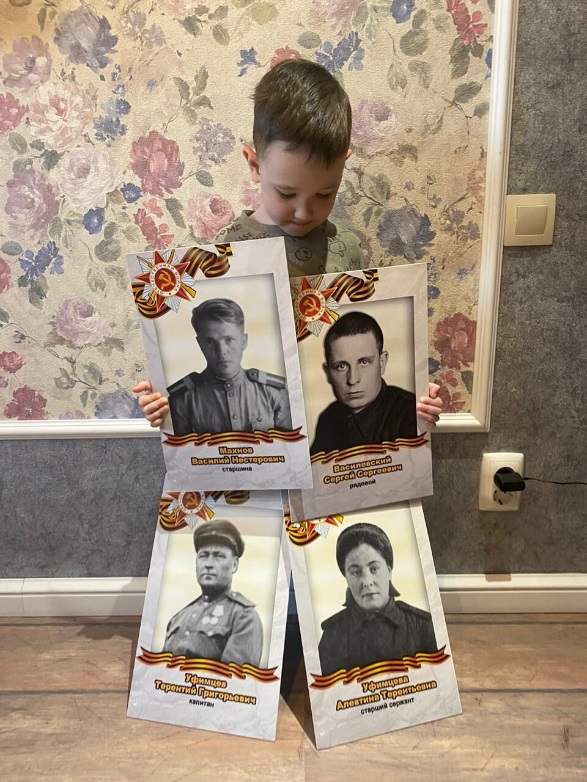 Махнов
Василий Нестерович
старшина
Василевский
Сергей Сергеевич
рядовой
Уфимцев
Терентий Григорьевич
капитан
Уфимцева
Алевтина Терентьевна
старший сержант